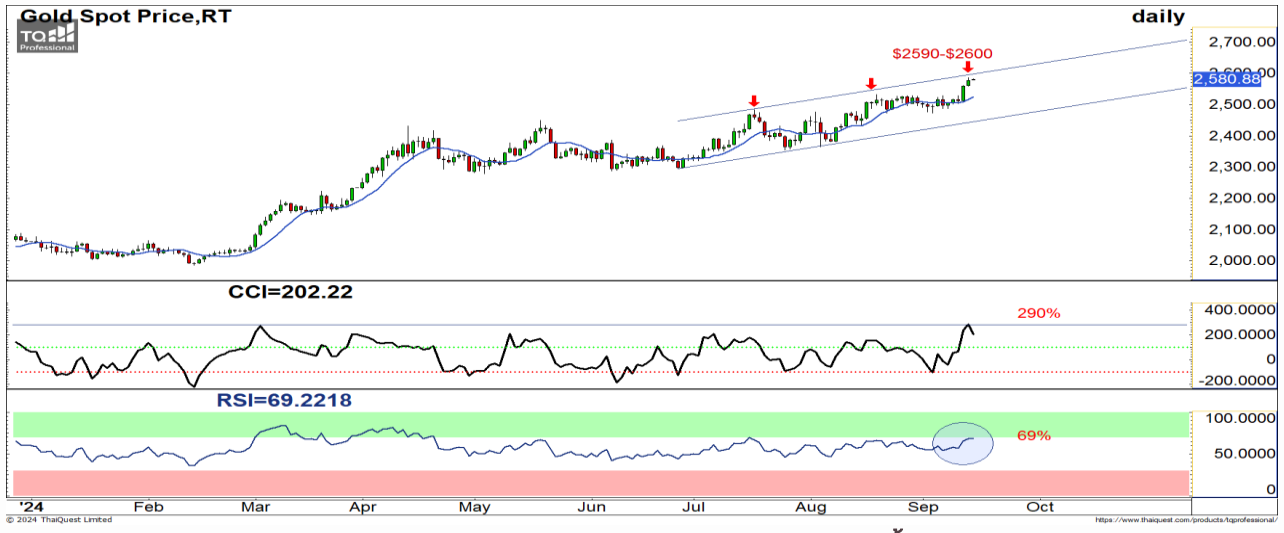 Gold Spot Price,RT
daily
TQ
Professional
$2590-$2600
2,700.00
2,600.00
2,580.88
2,500.00
2,400.00
2,300.00
2,200.00
2,100.00
2,000.00
CCI=202.22
290%
400.0000
200.0000
0
-200.0000
RSI=69.2218
69%
100.0000
50.0000
0
'24 Feb Mar Apr May Jun Jul Aug Sep Oct
© 2024 ThaiQuest Limited
https://www.thaiquest.com/products/tqprofessional/